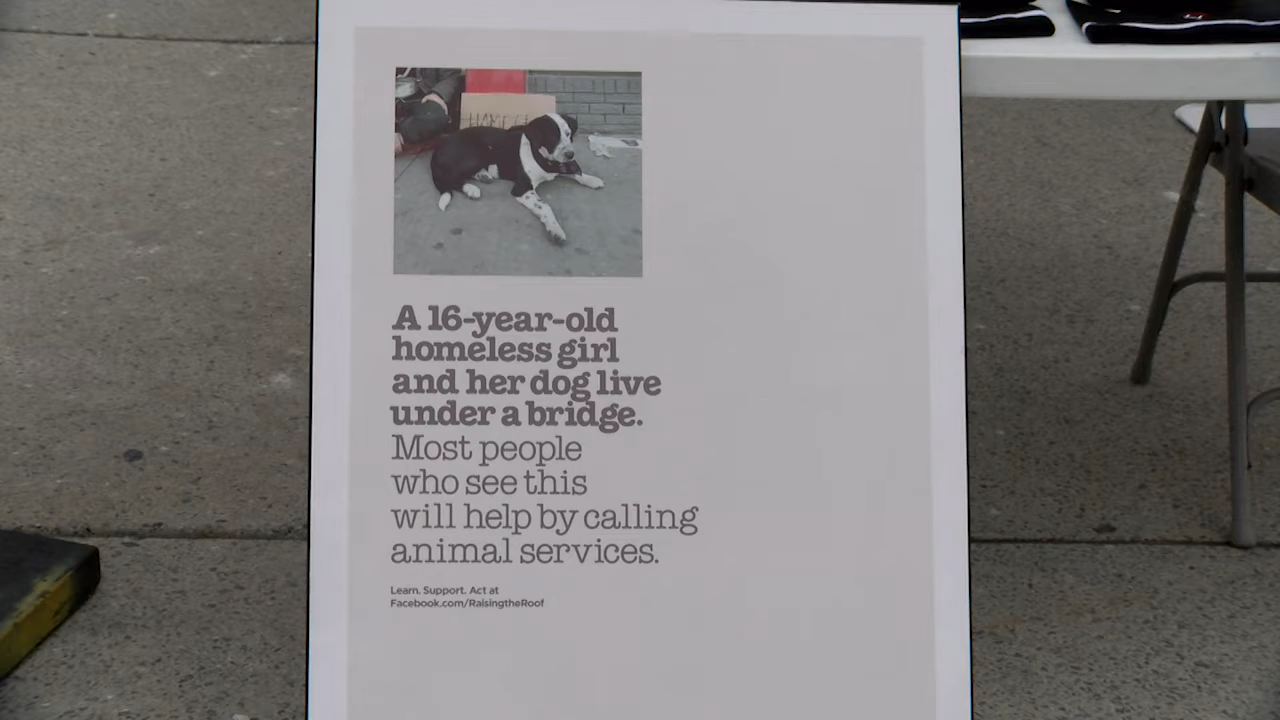 A 16-year-old
homeless girl
and her dog live
under a bridge.
Most people
who see this
will help by calling
animal services.
Learn. Support. Act at
Facebook.com/RaisingtheRoof